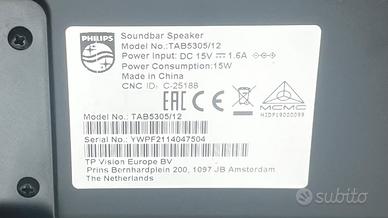 PHILIPS
Soundbar Speaker
Model No.: TAB5305/12
Power Input: DC 15V ⎓ 1.6A
Power Consumption: 15W
Made in China
CNC ID: C-25188
EAC CE
MCMC
HIDF19000099
Model No.: TAB5305/12
Serial No.: YWPF2114047504
TP Vision Europe BV
Prins Bernhardplein 200, 1097 JB Amsterdam
The Netherlands
subito